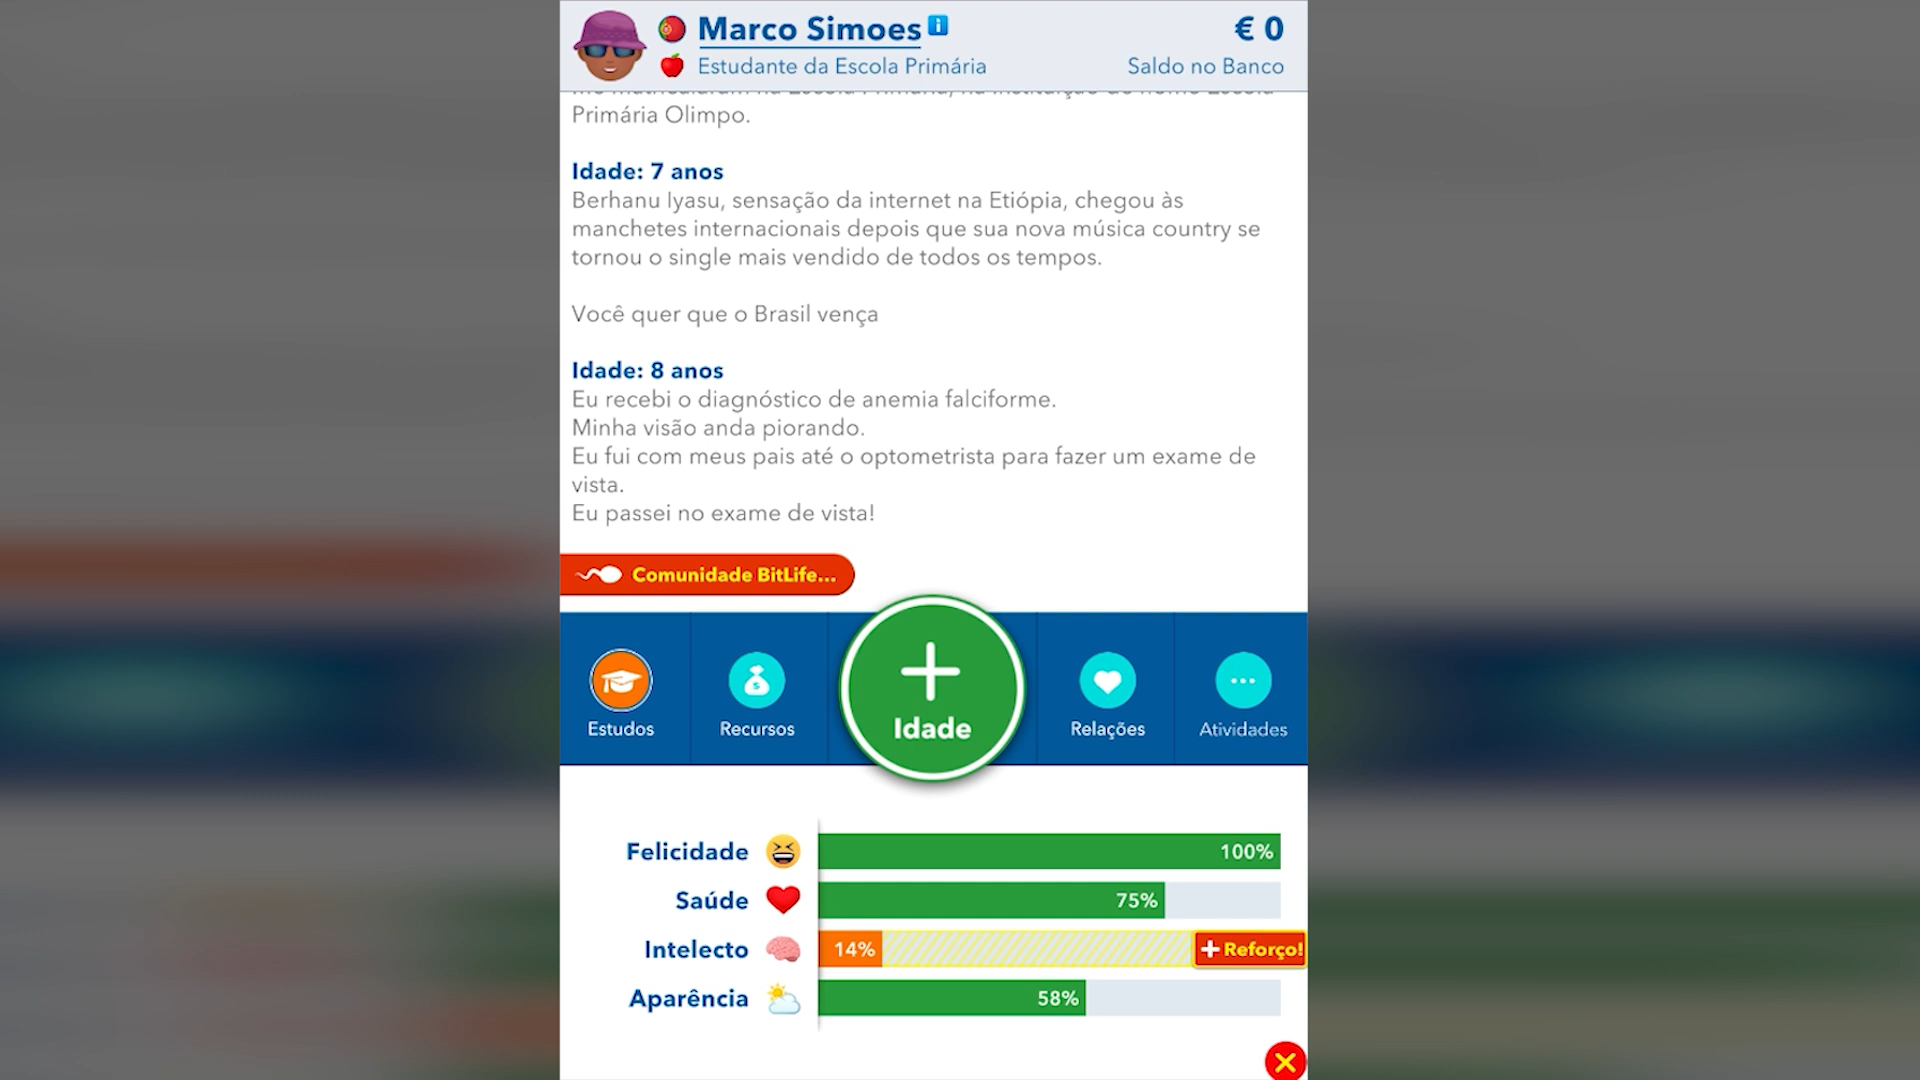 Marco Simoes
€ 0
Estudante da Escola Primária
Saldo no Banco
Primária Olimpo.
Idade: 7 anos
Berhanu Iyasu, sensação da internet na Etiópia, chegou às
manchetes internacionais depois que sua nova música country se
tornou o single mais vendido de todos os tempos.
Você quer que o Brasil vença
Idade: 8 anos
Eu recebi o diagnóstico de anemia falciforme.
Minha visão anda piorando.
Eu fui com meus pais até o optometrista para fazer um exame de
vista.
Eu passei no exame de vista!
Comunidade BitLife...
Estudos
Recursos
Idade
Relações
Atividades
Felicidade
100%
Saúde
75%
Intelecto
14%
Reforço!
Aparência
58%